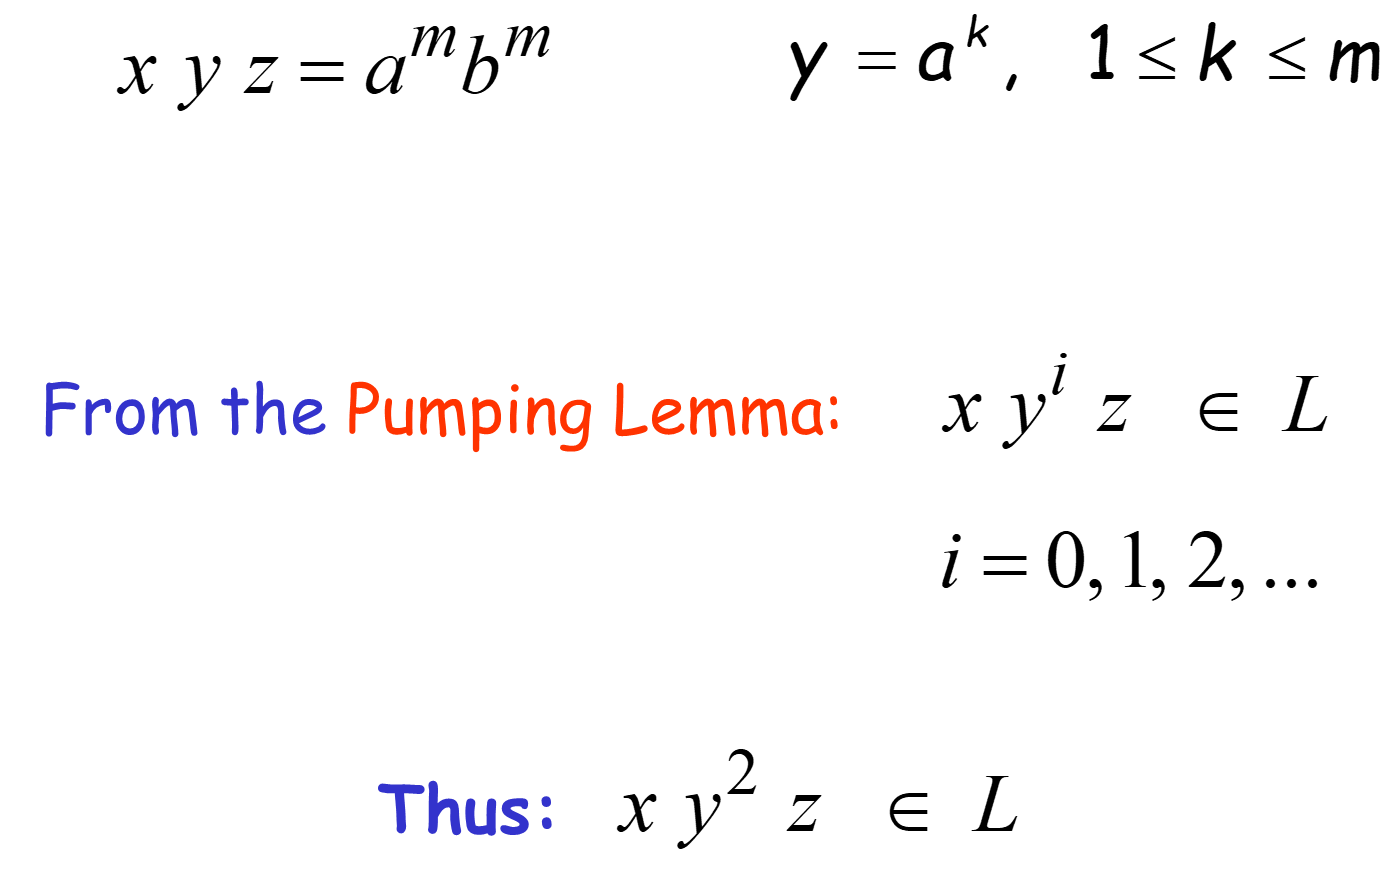 x y z = a^m b^m   y = a^k, 1 ≤ k ≤ m
From the Pumping Lemma: x y^i z ∈ L
i = 0, 1, 2, ...
Thus: x y^2 z ∈ L